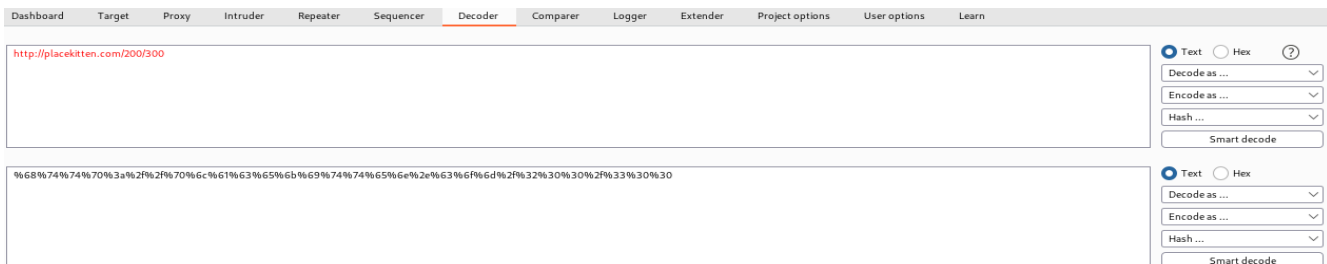 Dashboard Target Proxy Intruder Repeater Sequencer Decoder Comparer Logger Extender Project options User options Learn
http://placekitten.com/200/300
Text Hex ?
Decode as ...
Encode as ...
Hash ...
Smart decode
%68%74%74%70%3a%2f%2f%70%6c%61%63%65%6b%69%74%74%65%6e%2e%63%6f%6d%2f%32%30%30%2f%33%30%30
Text Hex
Decode as ...
Encode as ...
Hash ...
Smart decode